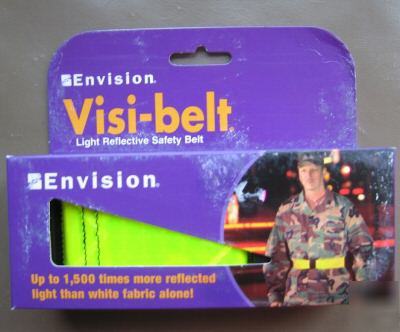 Envision®
Visi-belt®
Light Reflective Safety Belt
Envision®
Up to 1,500 times more reflected
light than white fabric alone!